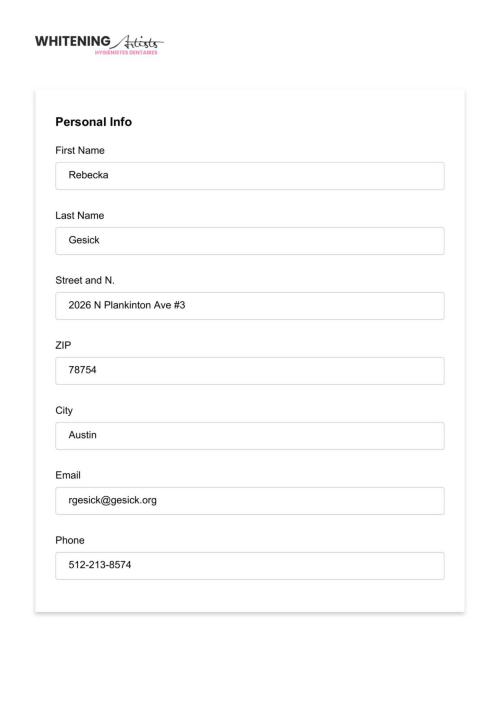 WHITENING Artists
HYGIÉNISTES DENTAIRES
Personal Info
First Name
Rebecka
Last Name
Gesick
Street and N.
2026 N Plankinton Ave #3
ZIP
78754
City
Austin
Email
rgesick@gesick.org
Phone
512-213-8574